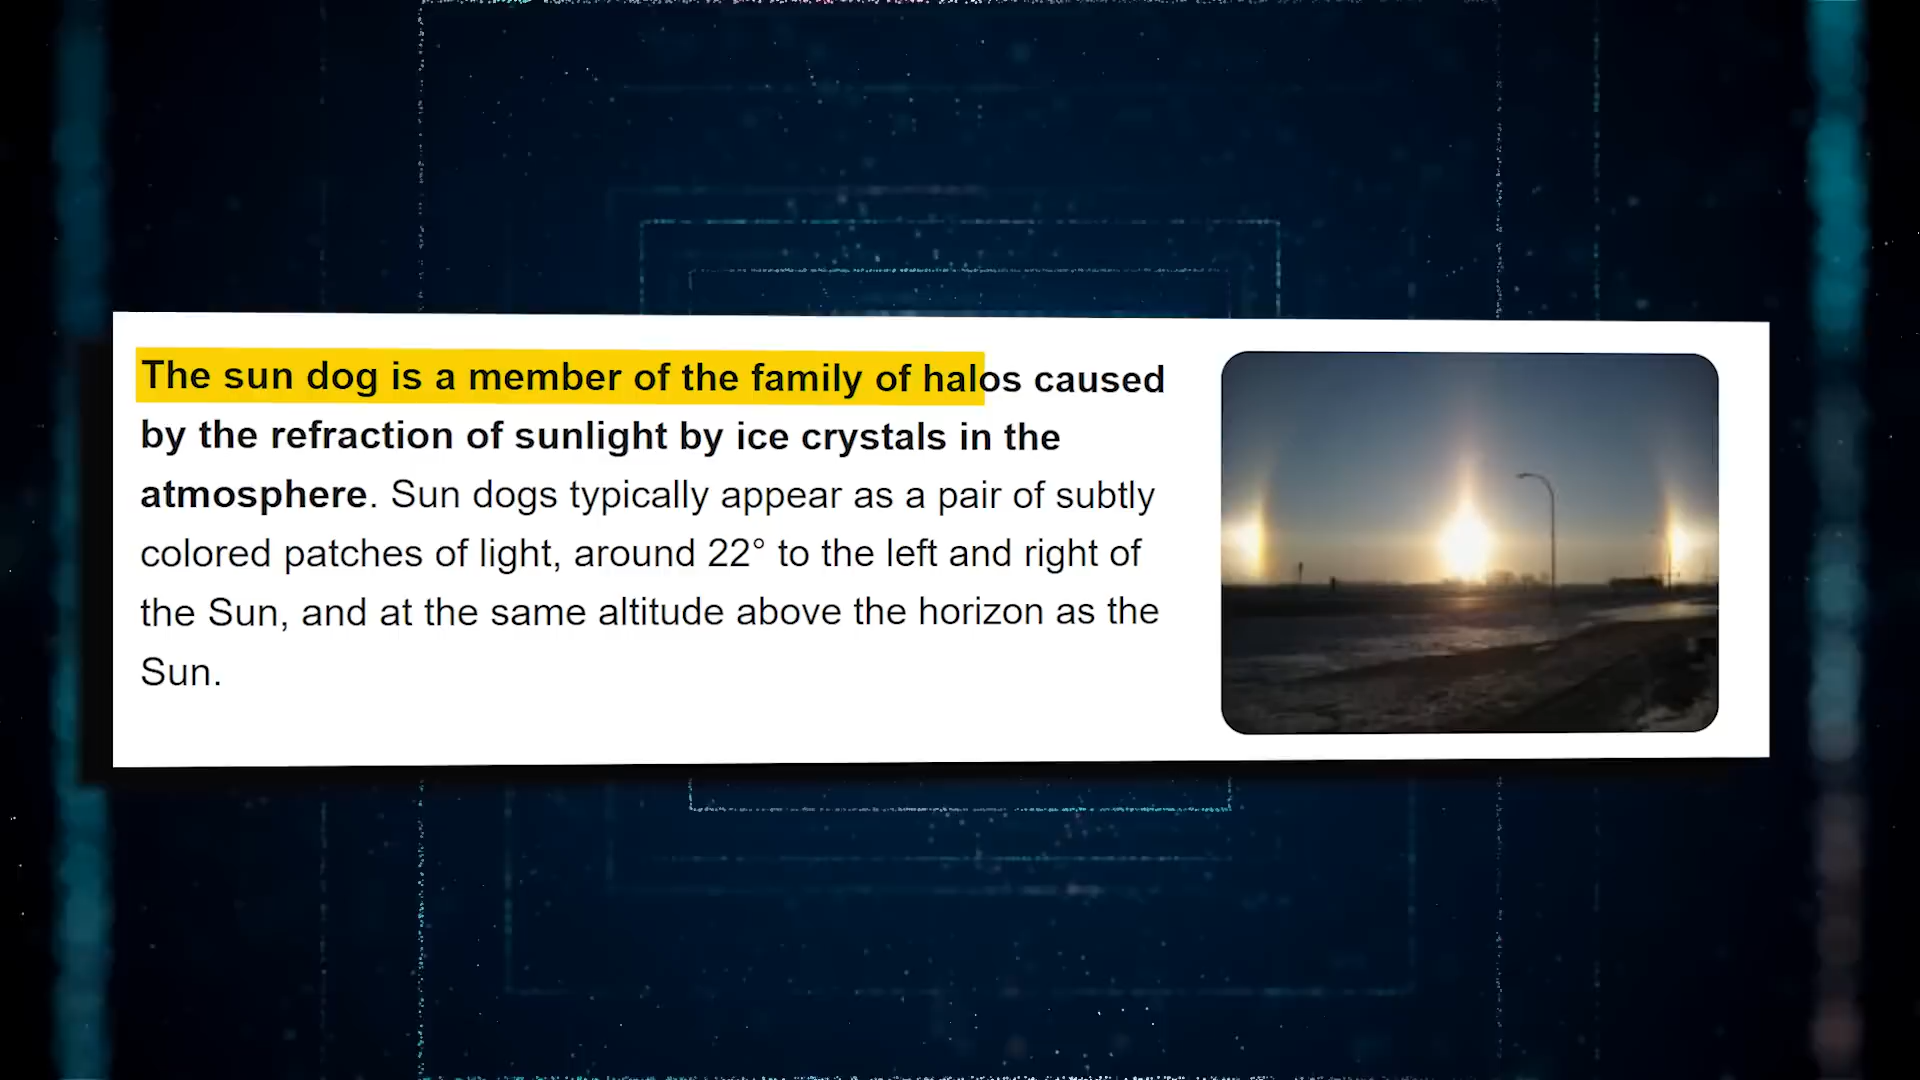 The sun dog is a member of the family of halos caused
by the refraction of sunlight by ice crystals in the
atmosphere. Sun dogs typically appear as a pair of subtly
colored patches of light, around 22° to the left and right of
the Sun, and at the same altitude above the horizon as the
Sun.